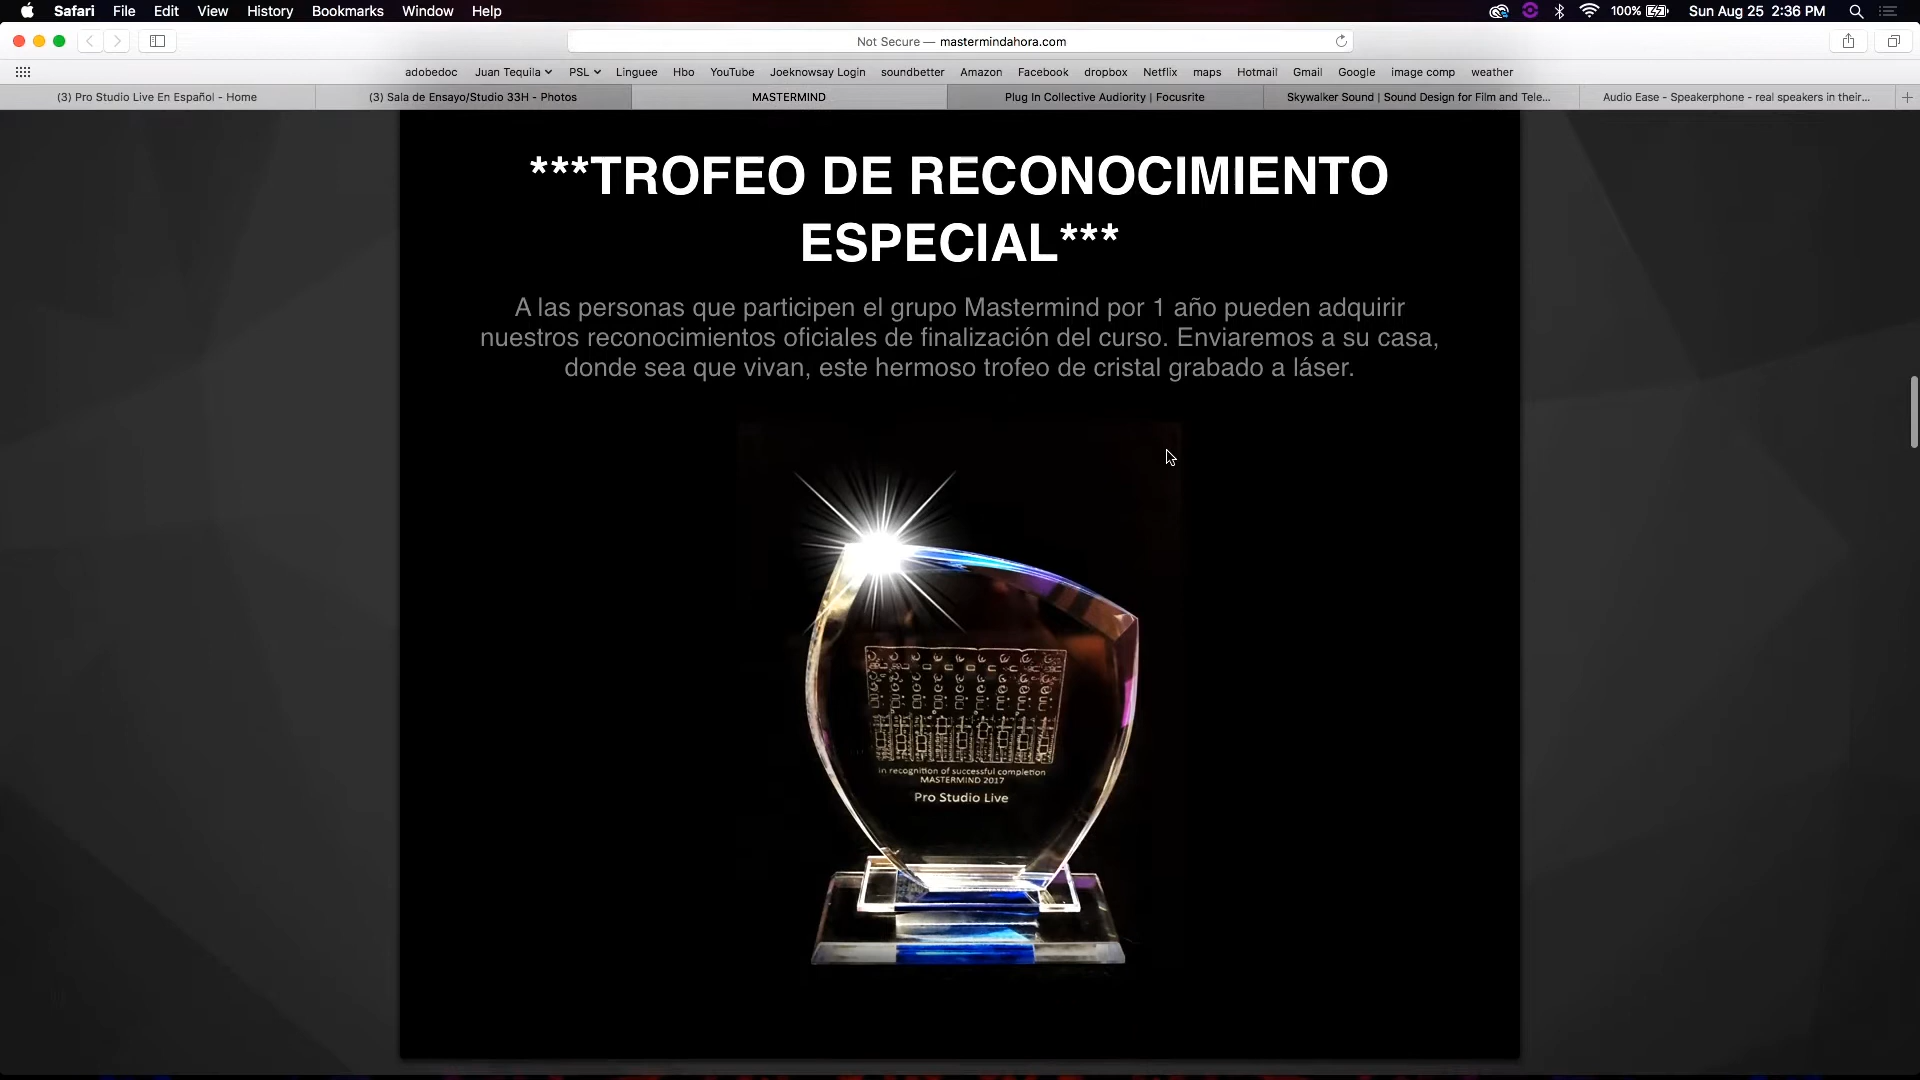 Safari File Edit View History Bookmarks Window Help 100% Sun Aug 25 2:36 PM
Not Secure — mastermindahora.com
adobedoc Juan Tequila PSL Linguee Hbo YouTube Joeknowsay Login soundbetter Amazon Facebook dropbox Netflix maps Hotmail Gmail Google image comp weather
(3) Pro Studio Live En Español - Home (3) Sala de Ensayo/Studio 33H - Photos MASTERMIND Plug In Collective Audiority | Focusrite Skywalker Sound | Sound Design for Film and Tele... Audio Ease - Speakerphone - real speakers in their...
***TROFEO DE RECONOCIMIENTO
ESPECIAL***
A las personas que participen el grupo Mastermind por 1 año pueden adquirir
nuestros reconocimientos oficiales de finalización del curso. Enviaremos a su casa,
donde sea que vivan, este hermoso trofeo de cristal grabado a láser.
In recognition of successful completion
MASTERMIND 2017
Pro Studio Live